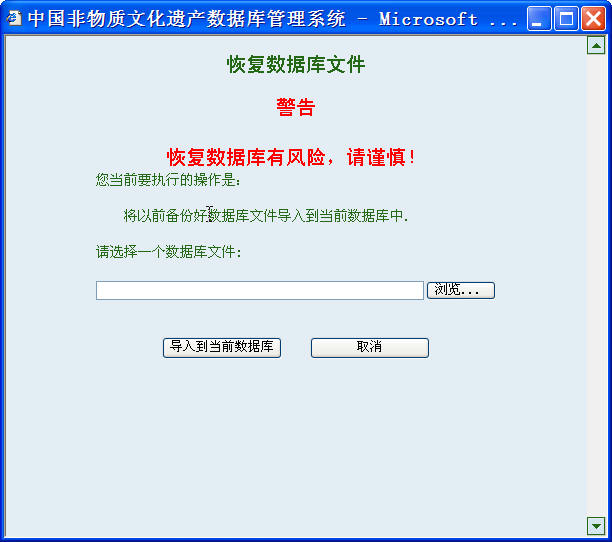 中国非物质文化遗产数据库管理系统 - Microsoft ...
恢复数据库文件
警告
恢复数据库有风险，请谨慎！
您当前要执行的操作是：
将以前备份好数据库文件导入到当前数据库中.
请选择一个数据库文件:
浏览...
导入到当前数据库
取消